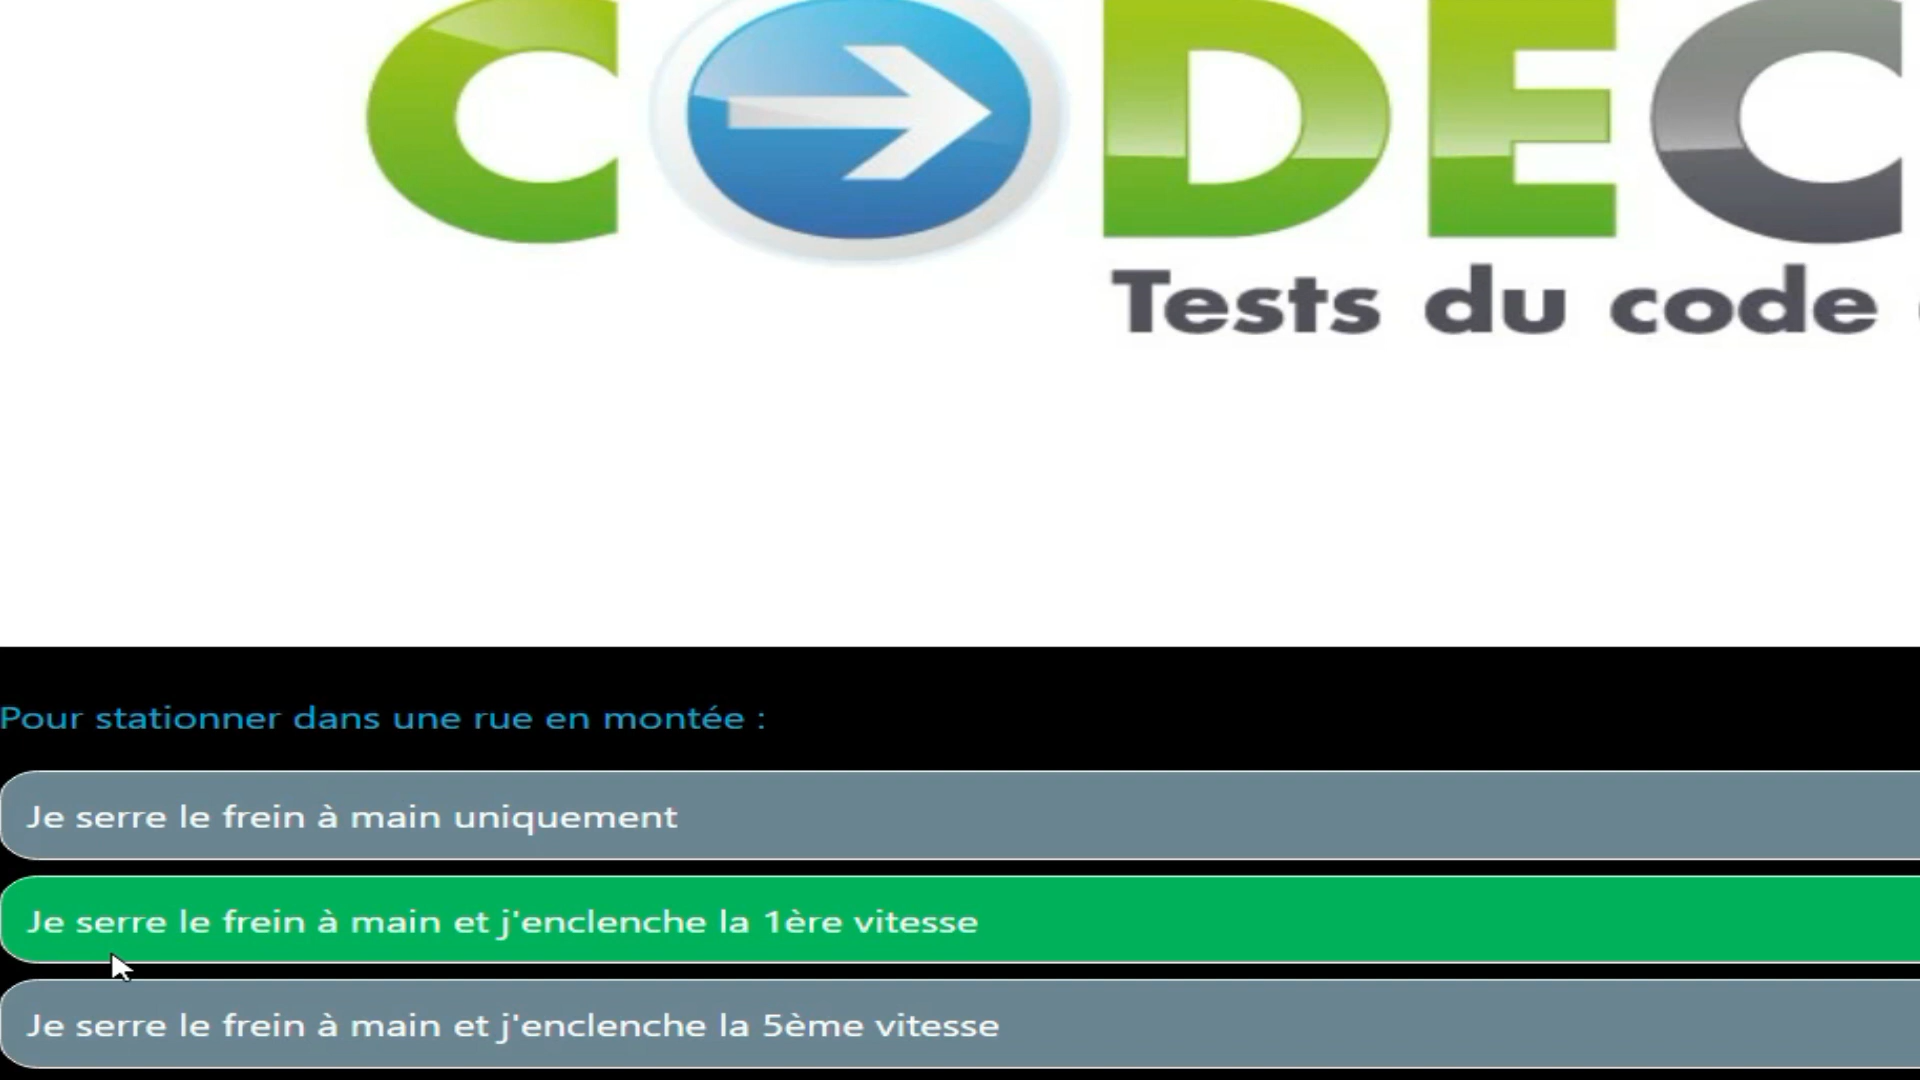 CODEC
Tests du code
Pour stationner dans une rue en montée :
Je serre le frein à main uniquement
Je serre le frein à main et j'enclenche la 1ère vitesse
Je serre le frein à main et j'enclenche la 5ème vitesse